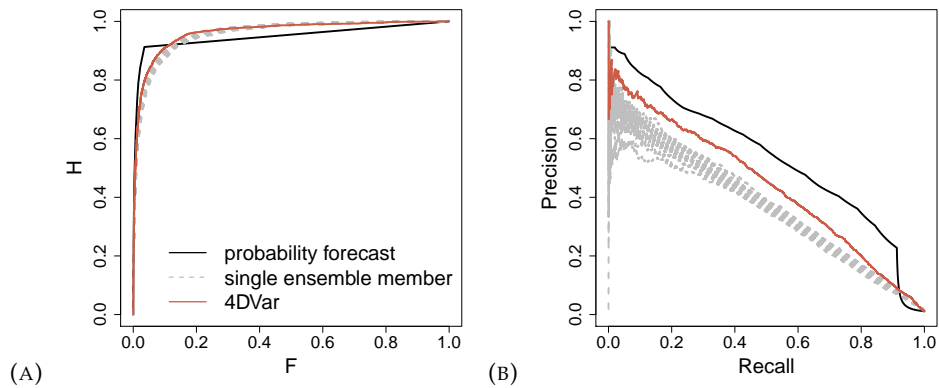 H
1.0
0.8
0.6
0.4
0.2
0.0
probability forecast
single ensemble member
4DVar
0.0 0.2 0.4 0.6 0.8 1.0
F
(A)
Precision
1.0
0.8
0.6
0.4
0.2
0.0
0.0 0.2 0.4 0.6 0.8 1.0
Recall
(B)